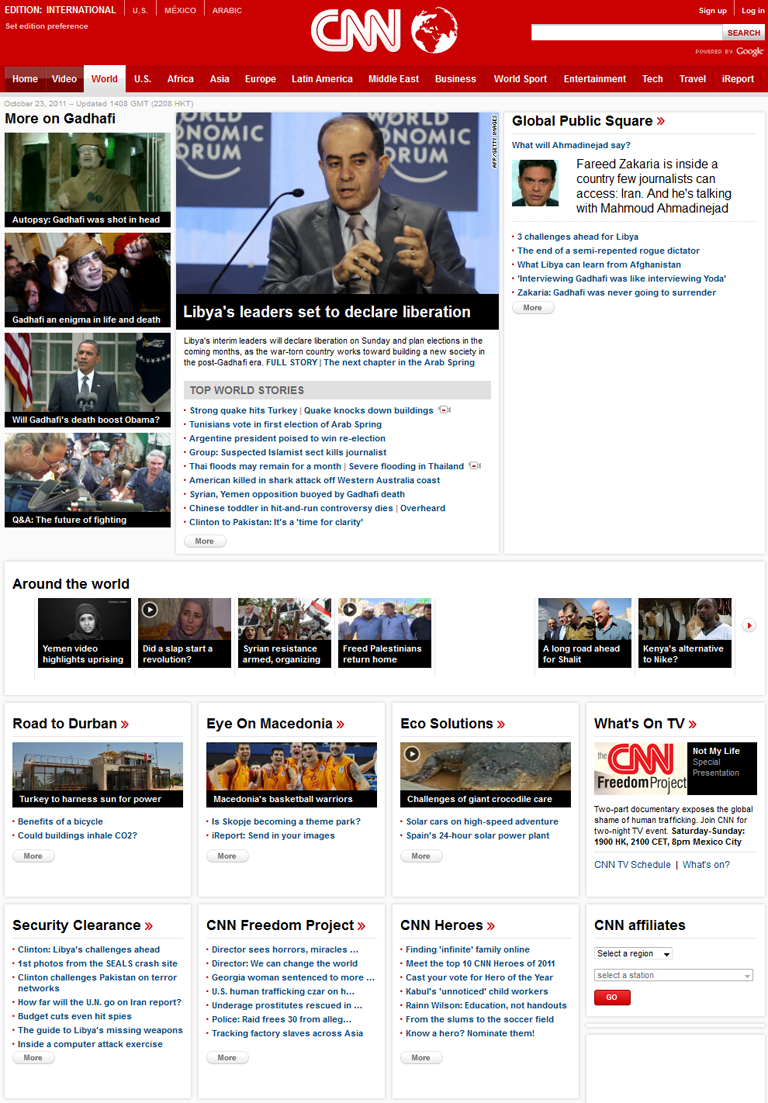 EDITION: INTERNATIONAL
U.S.
MÉXICO
ARABIC
Set edition preference
CNN
Sign up
Log in
SEARCH
POWERED BY Google
Home
Video
World
U.S.
Africa
Asia
Europe
Latin America
Middle East
Business
World Sport
Entertainment
Tech
Travel
iReport
October 23, 2011 -- Updated 1408 GMT (2208 HKT)
More on Gadhafi
Autopsy: Gadhafi was shot in head
Gadhafi an enigma in life and death
Will Gadhafi's death boost Obama?
Q&A: The future of fighting
WORLD
ECONOMIC
FORUM
WORLD
ECONOMIC
FORUM
AFP/GETTY IMAGES
Libya's leaders set to declare liberation
Libya's interim leaders will declare liberation on Sunday and plan elections in the
coming months, as the war-torn country works toward building a new society in
the post-Gadhafi era. FULL STORY | The next chapter in the Arab Spring
TOP WORLD STORIES
Strong quake hits Turkey | Quake knocks down buildings
Tunisians vote in first election of Arab Spring
Argentine president poised to win re-election
Group: Suspected Islamist sect kills journalist
Thai floods may remain for a month | Severe flooding in Thailand
American killed in shark attack off Western Australia coast
Syrian, Yemen opposition buoyed by Gadhafi death
Chinese toddler in hit-and-run controversy dies | Overheard
Clinton to Pakistan: It's a 'time for clarity'
More
Global Public Square »
What will Ahmadinejad say?
Fareed Zakaria is inside a
country few journalists can
access: Iran. And he's talking
with Mahmoud Ahmadinejad
3 challenges ahead for Libya
The end of a semi-repented rogue dictator
What Libya can learn from Afghanistan
'Interviewing Gadhafi was like interviewing Yoda'
Zakaria: Gadhafi was never going to surrender
More
Around the world
Yemen video
highlights uprising
Did a slap start a
revolution?
Syrian resistance
armed, organizing
Freed Palestinians
return home
A long road ahead
for Shalit
Kenya's alternative
to Nike?
Road to Durban »
Turkey to harness sun for power
Benefits of a bicycle
Could buildings inhale CO2?
More
Eye On Macedonia »
Macedonia's basketball warriors
Is Skopje becoming a theme park?
iReport: Send in your images
More
Eco Solutions »
Challenges of giant crocodile care
Solar cars on high-speed adventure
Spain's 24-hour solar power plant
More
What's On TV »
the CNN
Freedom Project
Not My Life
Special
Presentation
Two-part documentary exposes the global
shame of human trafficking. Join CNN for
two-night TV event. Saturday-Sunday:
1900 HK, 2100 CET, 8pm Mexico City
CNN TV Schedule | What's on?
Security Clearance »
Clinton: Libya's challenges ahead
1st photos from the SEALS crash site
Clinton challenges Pakistan on terror
networks
How far will the U.N. go on Iran report?
Budget cuts even hit spies
The guide to Libya's missing weapons
Inside a computer attack exercise
More
CNN Freedom Project »
Director sees horrors, miracles ...
Director: We can change the world
Georgia woman sentenced to more ...
U.S. human trafficking czar on h...
Underage prostitutes rescued in ...
Police: Raid frees 30 from alleg...
Tracking factory slaves across Asia
More
CNN Heroes »
Finding 'infinite' family online
Meet the top 10 CNN Heroes of 2011
Cast your vote for Hero of the Year
Kabul's 'unnoticed' child workers
Rainn Wilson: Education, not handouts
From the slums to the soccer field
Know a hero? Nominate them!
More
CNN affiliates
Select a region
select a station
GO